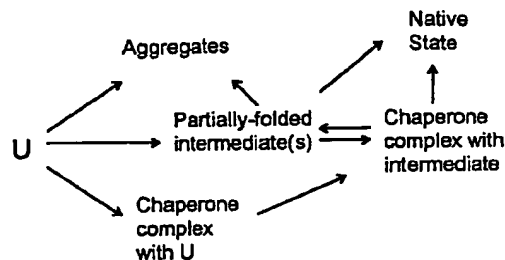 Native
State
Aggregates
Partially-folded
intermediate(s)
Chaperone
complex with
intermediate
U
Chaperone
complex
with U